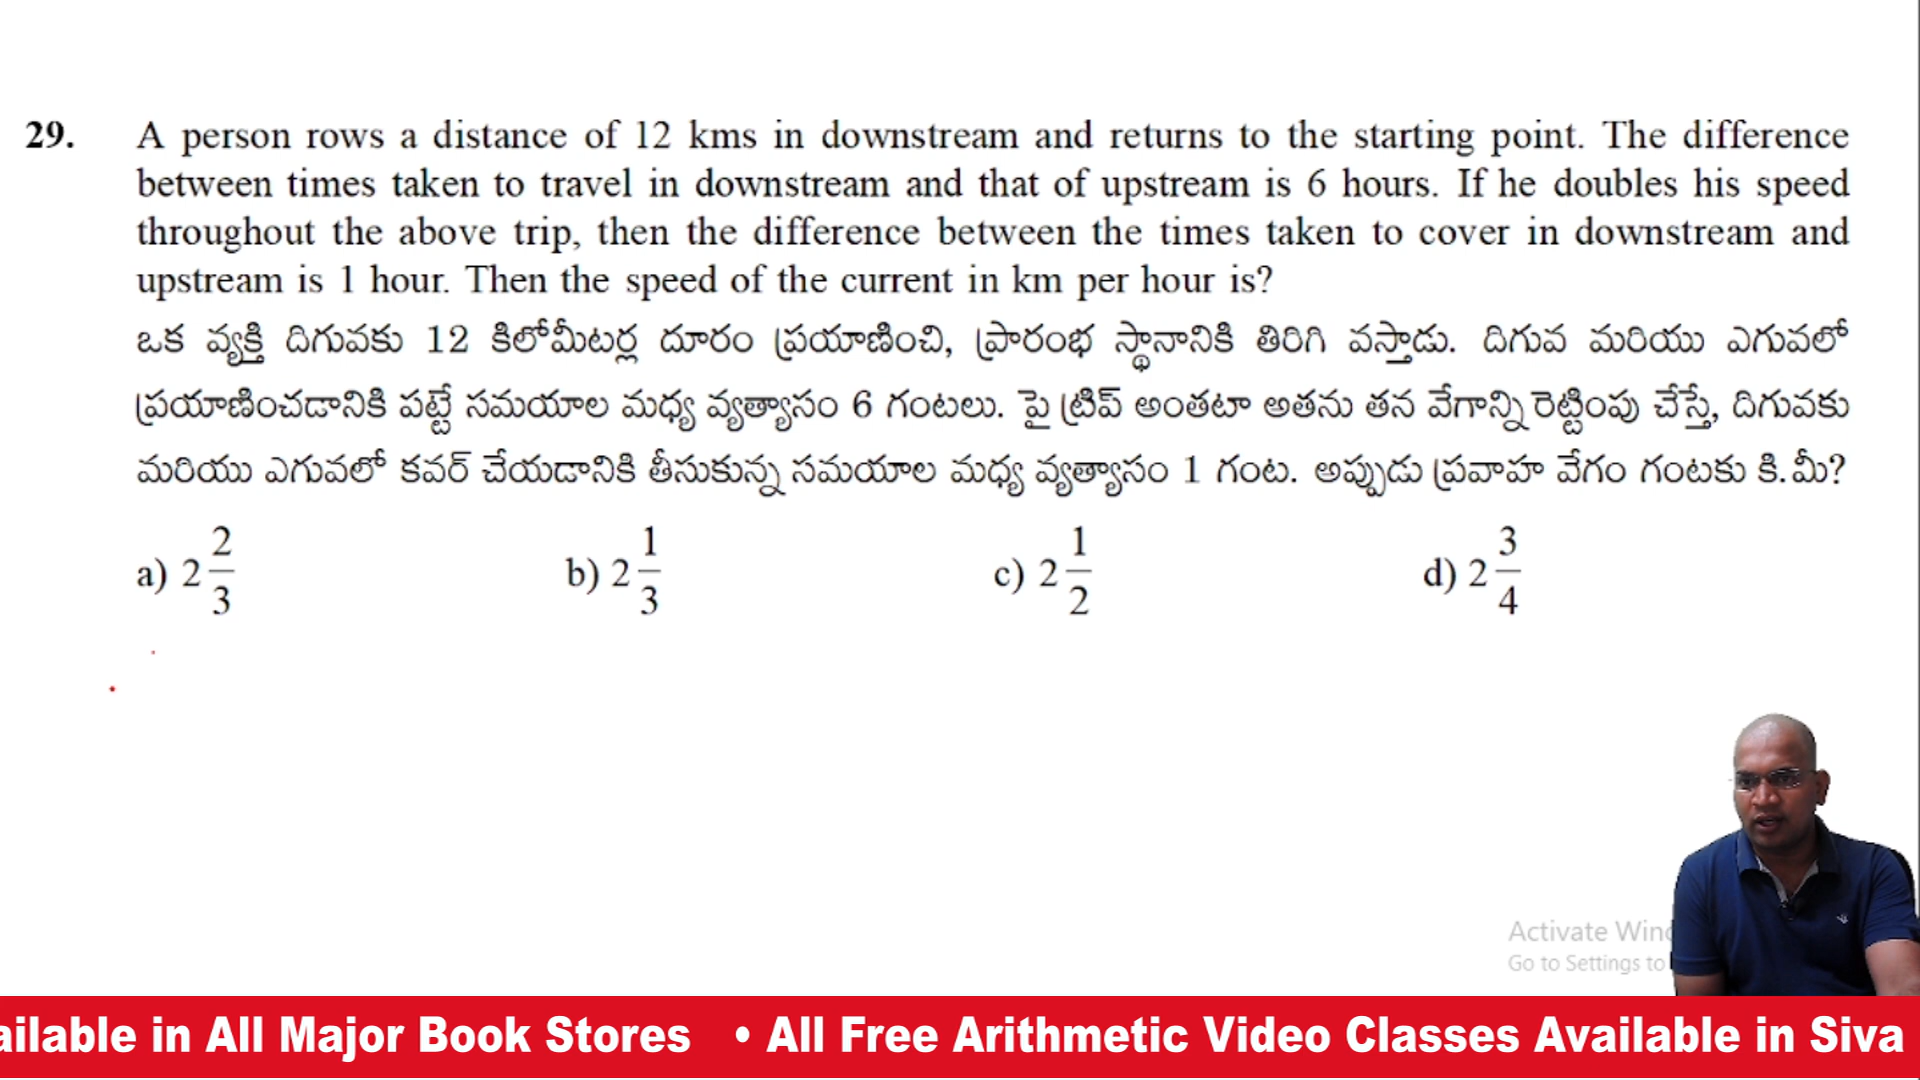 29. A person rows a distance of 12 kms in downstream and returns to the starting point. The difference
between times taken to travel in downstream and that of upstream is 6 hours. If he doubles his speed
throughout the above trip, then the difference between the times taken to cover in downstream and
upstream is 1 hour. Then the speed of the current in km per hour is?
ఒక వ్యక్తి దిగువకు 12 కిలోమీటర్ల దూరం ప్రయాణించి, ప్రారంభ స్థానానికి తిరిగి వస్తాడు. దిగువ మరియు ఎగువలో
ప్రయాణించడానికి పట్టే సమయాల మధ్య వ్యత్యాసం 6 గంటలు. పై ట్రిప్ అంతటా అతను తన వేగాన్ని రెట్టింపు చేస్తే, దిగువకు
మరియు ఎగువలో కవర్ చేయడానికి తీసుకున్న సమయాల మధ్య వ్యత్యాసం 1 గంట. అప్పుడు ప్రవాహ వేగం గంటకు కి.మీ?
a) 2 2/3 b) 2 1/3 c) 2 1/2 d) 2 3/4
Activate Wind
Go to Settings to
ailable in All Major Book Stores • All Free Arithmetic Video Classes Available in Siva